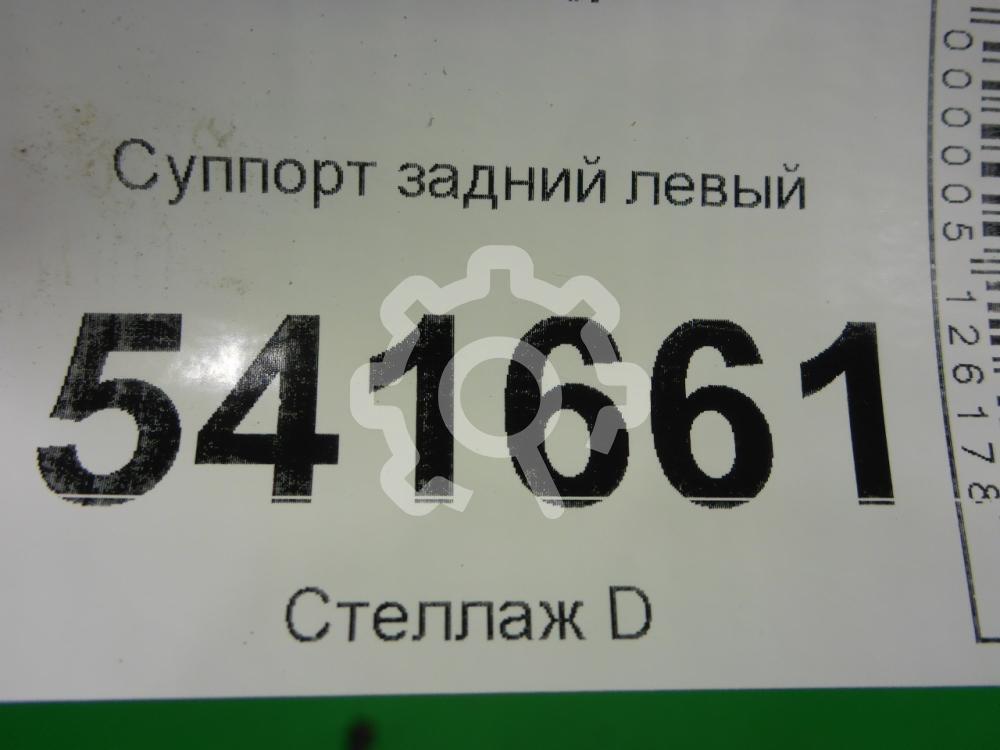 Суппорт задний левый
541661
Стеллаж D
000005126178